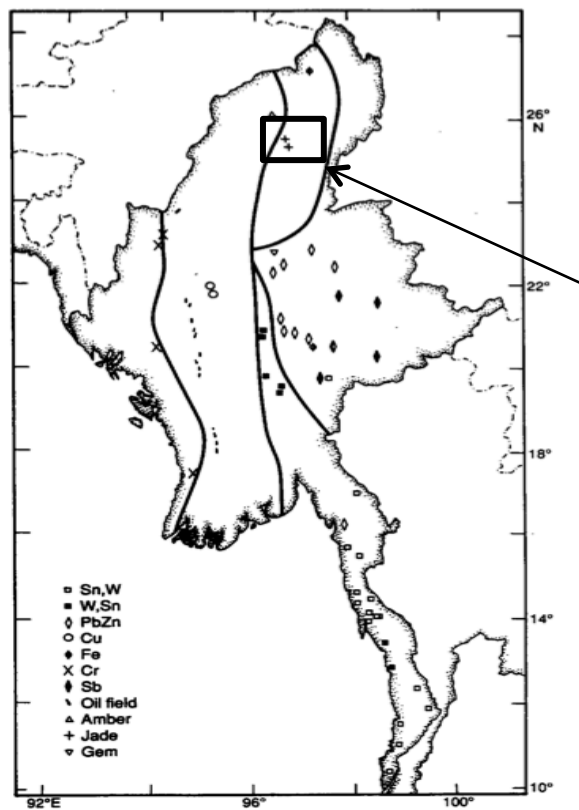 26°
N
22°
18°
14°
10°
Sn,W
W,Sn
PbZn
Cu
Fe
Cr
Sb
Oil field
Amber
Jade
Gem
92°E 96° 98° 100°